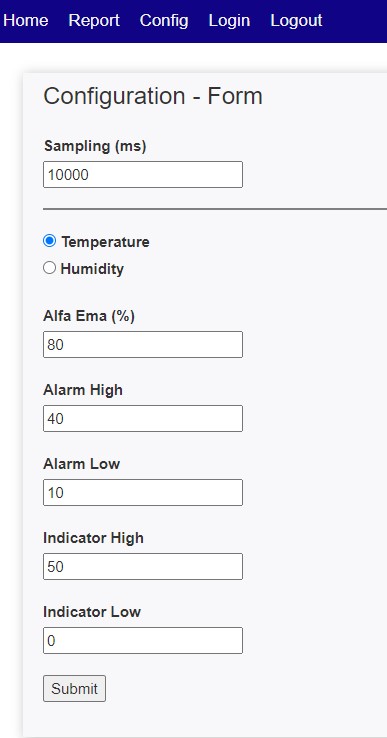 Home Report Config Login Logout
Configuration - Form
Sampling (ms)
10000
Temperature
Humidity
Alfa Ema (%)
80
Alarm High
40
Alarm Low
10
Indicator High
50
Indicator Low
0
Submit